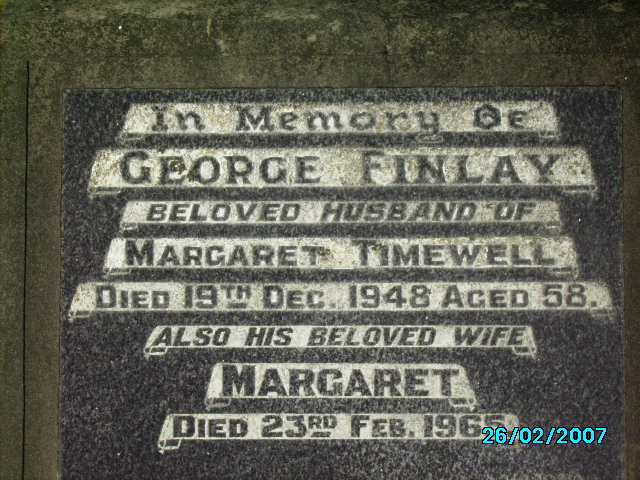 In Memory Of
GEORGE FINLAY
BELOVED HUSBAND OF
MARGARET TIMEWELL
DIED 19TH DEC. 1948 AGED 58.
ALSO HIS BELOVED WIFE
MARGARET
DIED 23RD FEB. 1965
26/02/2007